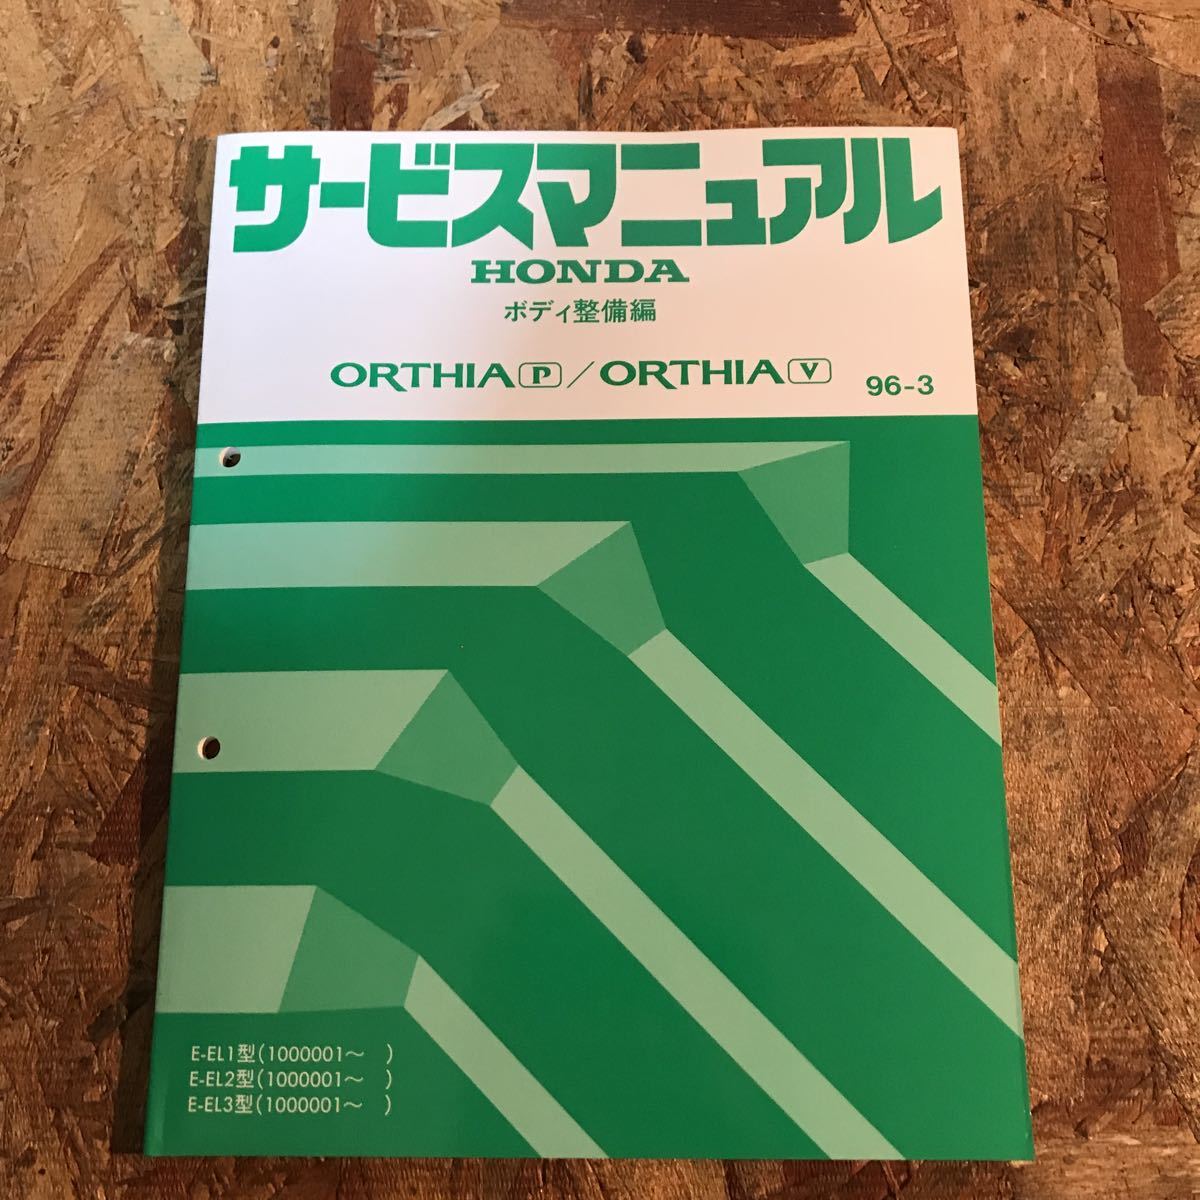 サービスマニュアル
HONDA
ボディ整備編
ORTHIA P / ORTHIA V 96-3
E-EL1型(1000001〜 )
E-EL2型(1000001〜 )
E-EL3型(1000001〜 )